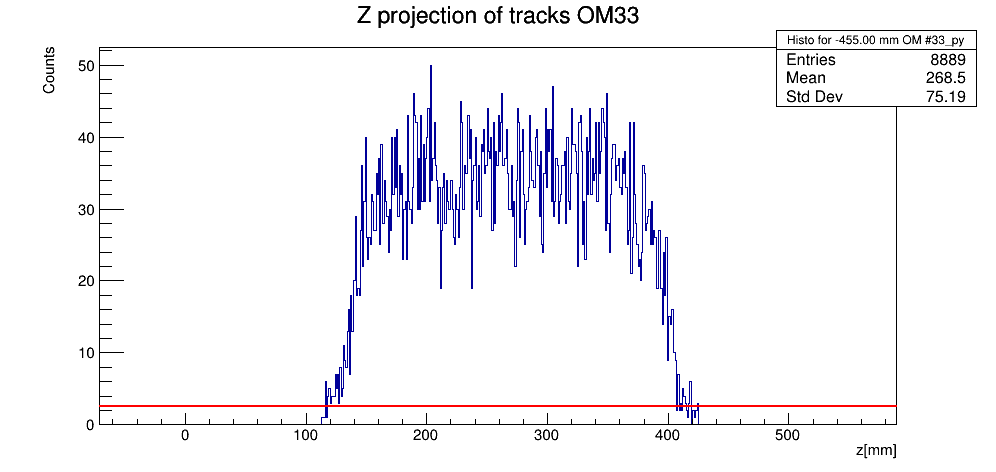 Z projection of tracks OM33
Histo for -455.00 mm OM #33_py
Entries 8889
Mean 268.5
Std Dev 75.19
Counts
50
40
30
20
10
0
0 100 200 300 400 500
z[mm]